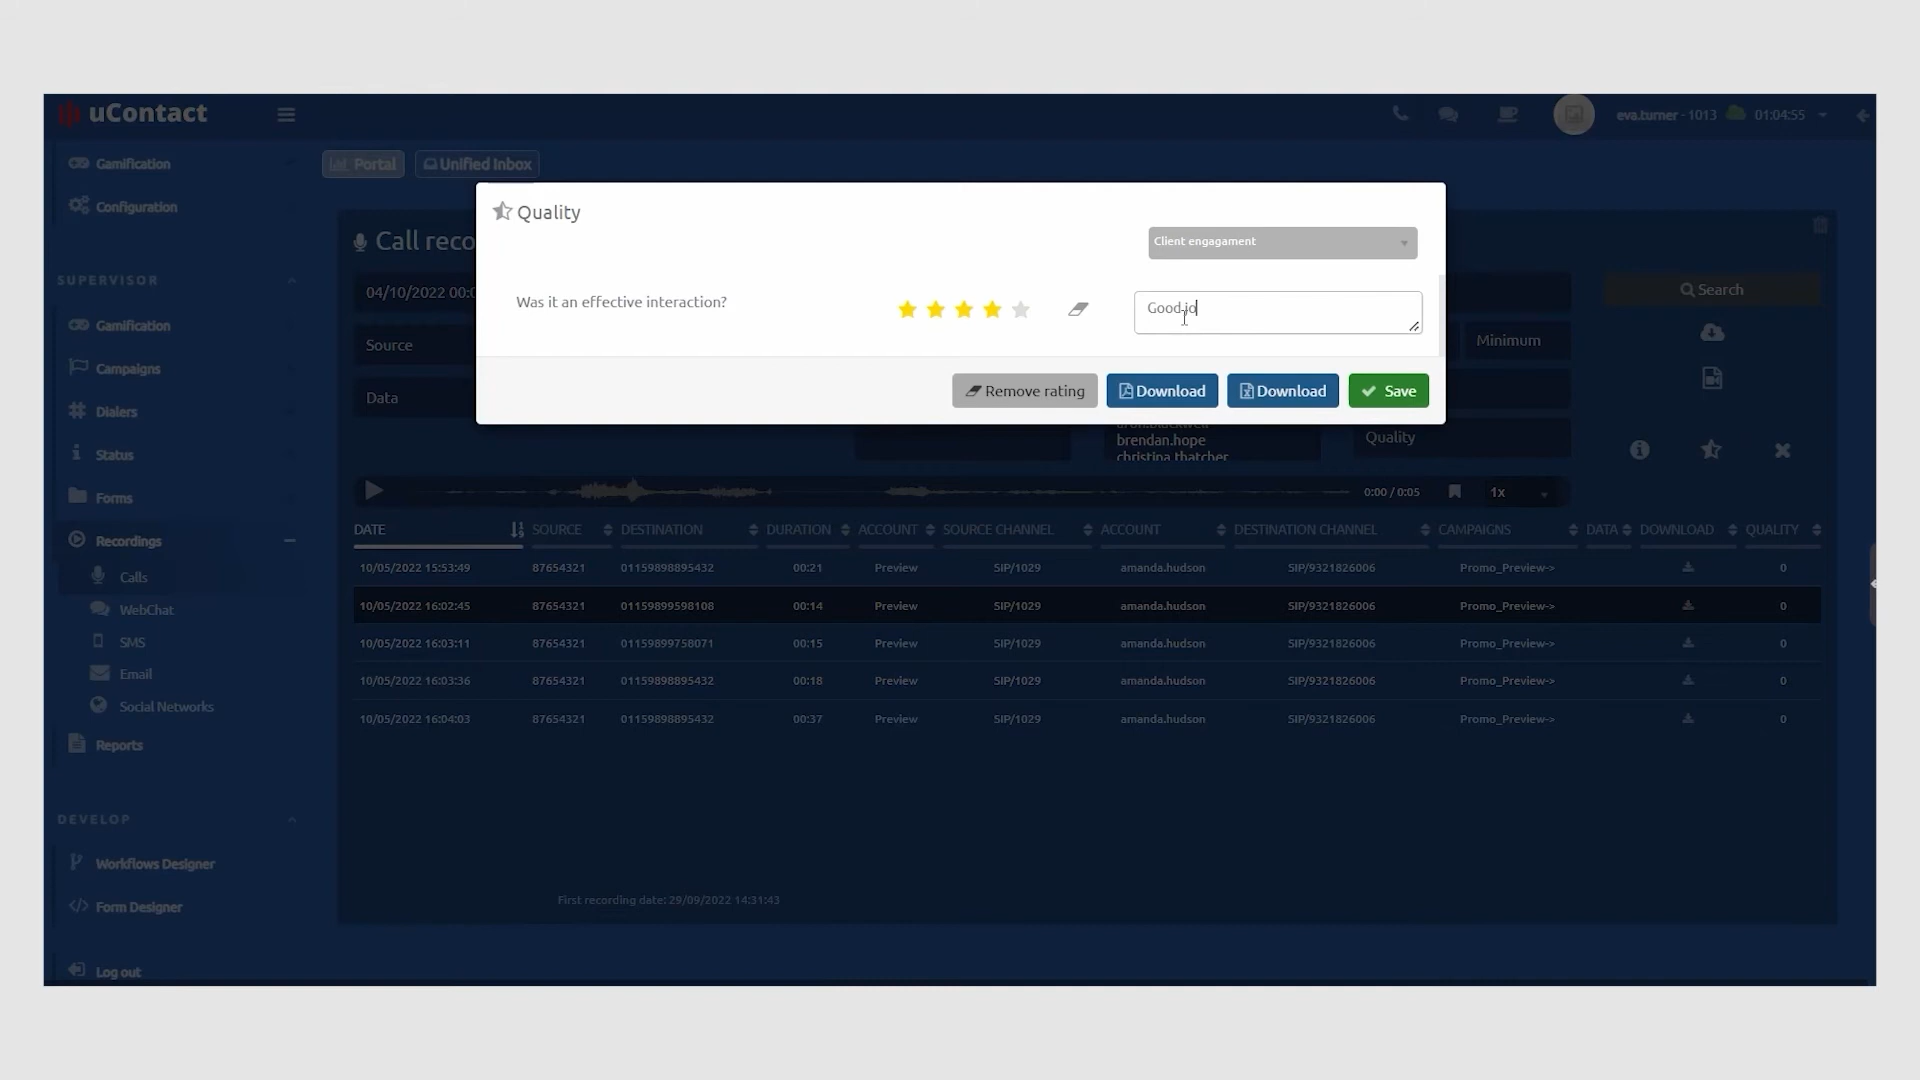 uContact
eva.turner - 1013 01:04:55
Gamification
Configuration
Portal
Unified Inbox
Quality
Client engagament
Was it an effective interaction?
Good jo
Remove rating
Download
Download
Save
Call reco
04/10/2022 00:0
Source
Data
Search
Minimum
brendan.hope
christina.thatcher
Quality
SUPERVISOR
Gamification
Campaigns
Dialers
Status
Forms
Recordings
Calls
WebChat
SMS
Email
Social Networks
Reports
DEVELOP
Workflows Designer
Form Designer
Log out
0:00 / 0:05 1x
DATE SOURCE DESTINATION DURATION ACCOUNT SOURCE CHANNEL ACCOUNT DESTINATION CHANNEL CAMPAIGNS DATA DOWNLOAD QUALITY
10/05/2022 15:53:49 87654321 01159898895432 00:21 Preview SIP/1029 amanda.hudson SIP/9321826006 Promo_Preview-> 0
10/05/2022 16:02:45 87654321 01159899598108 00:14 Preview SIP/1029 amanda.hudson SIP/9321826006 Promo_Preview-> 0
10/05/2022 16:03:11 87654321 01159899758071 00:15 Preview SIP/1029 amanda.hudson SIP/9321826006 Promo_Preview-> 0
10/05/2022 16:03:36 87654321 01159898895432 00:18 Preview SIP/1029 amanda.hudson SIP/9321826006 Promo_Preview-> 0
10/05/2022 16:04:03 87654321 01159898895432 00:37 Preview SIP/1029 amanda.hudson SIP/9321826006 Promo_Preview-> 0
First recording date: 29/09/2022 14:31:43